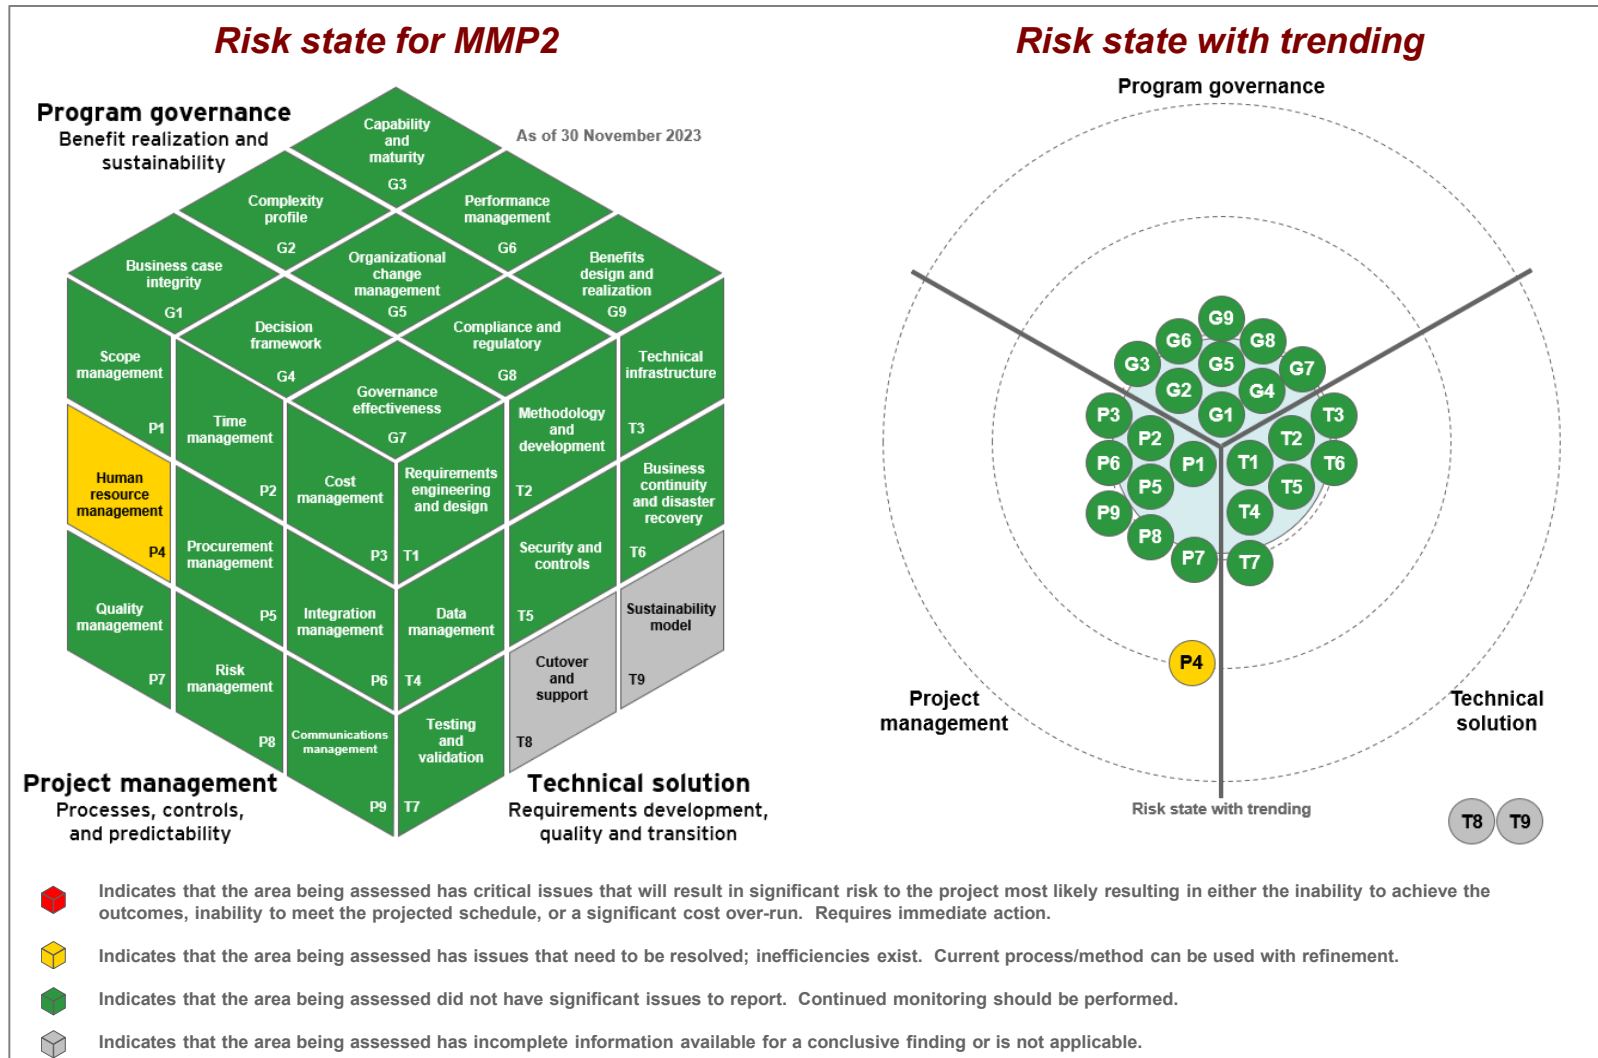 Risk state for MMP2
Program governance
Benefit realization and
sustainability
As of 30 November 2023
Capability
and
maturity
G3
Complexity
profile
G2
Performance
management
G6
Business case
integrity
G1
Organizational
change
management
G5
Benefits
design and
realization
G9
Decision
framework
G4
Compliance and
regulatory
G8
Governance
effectiveness
G7
Scope
management
P1
Time
management
P2
Cost
management
P3
Human
resource
management
P4
Procurement
management
P5
Integration
management
P6
Quality
management
P7
Risk
management
P8
Communications
management
P9
Requirements
engineering
and design
T1
Methodology
and
development
T2
Technical
infrastructure
T3
Data
management
T4
Security and
controls
T5
Business
continuity
and disaster
recovery
T6
Testing
and
validation
T7
Cutover
and
support
T8
Sustainability
model
T9
Project management
Processes, controls,
and predictability
Technical solution
Requirements development,
quality and transition
Risk state with trending
Program governance
G9
G6
G8
G3
G5
G7
G2
G4
G1
P3
P2
P1
P6
P5
P9
P8
P7
P4
T3
T2
T1
T6
T5
T4
T7
Project
management
Technical
solution
Risk state with trending
T8
T9
Indicates that the area being assessed has critical issues that will result in significant risk to the project most likely resulting in either the inability to achieve the
outcomes, inability to meet the projected schedule, or a significant cost over-run. Requires immediate action.
Indicates that the area being assessed has issues that need to be resolved; inefficiencies exist. Current process/method can be used with refinement.
Indicates that the area being assessed did not have significant issues to report. Continued monitoring should be performed.
Indicates that the area being assessed has incomplete information available for a conclusive finding or is not applicable.